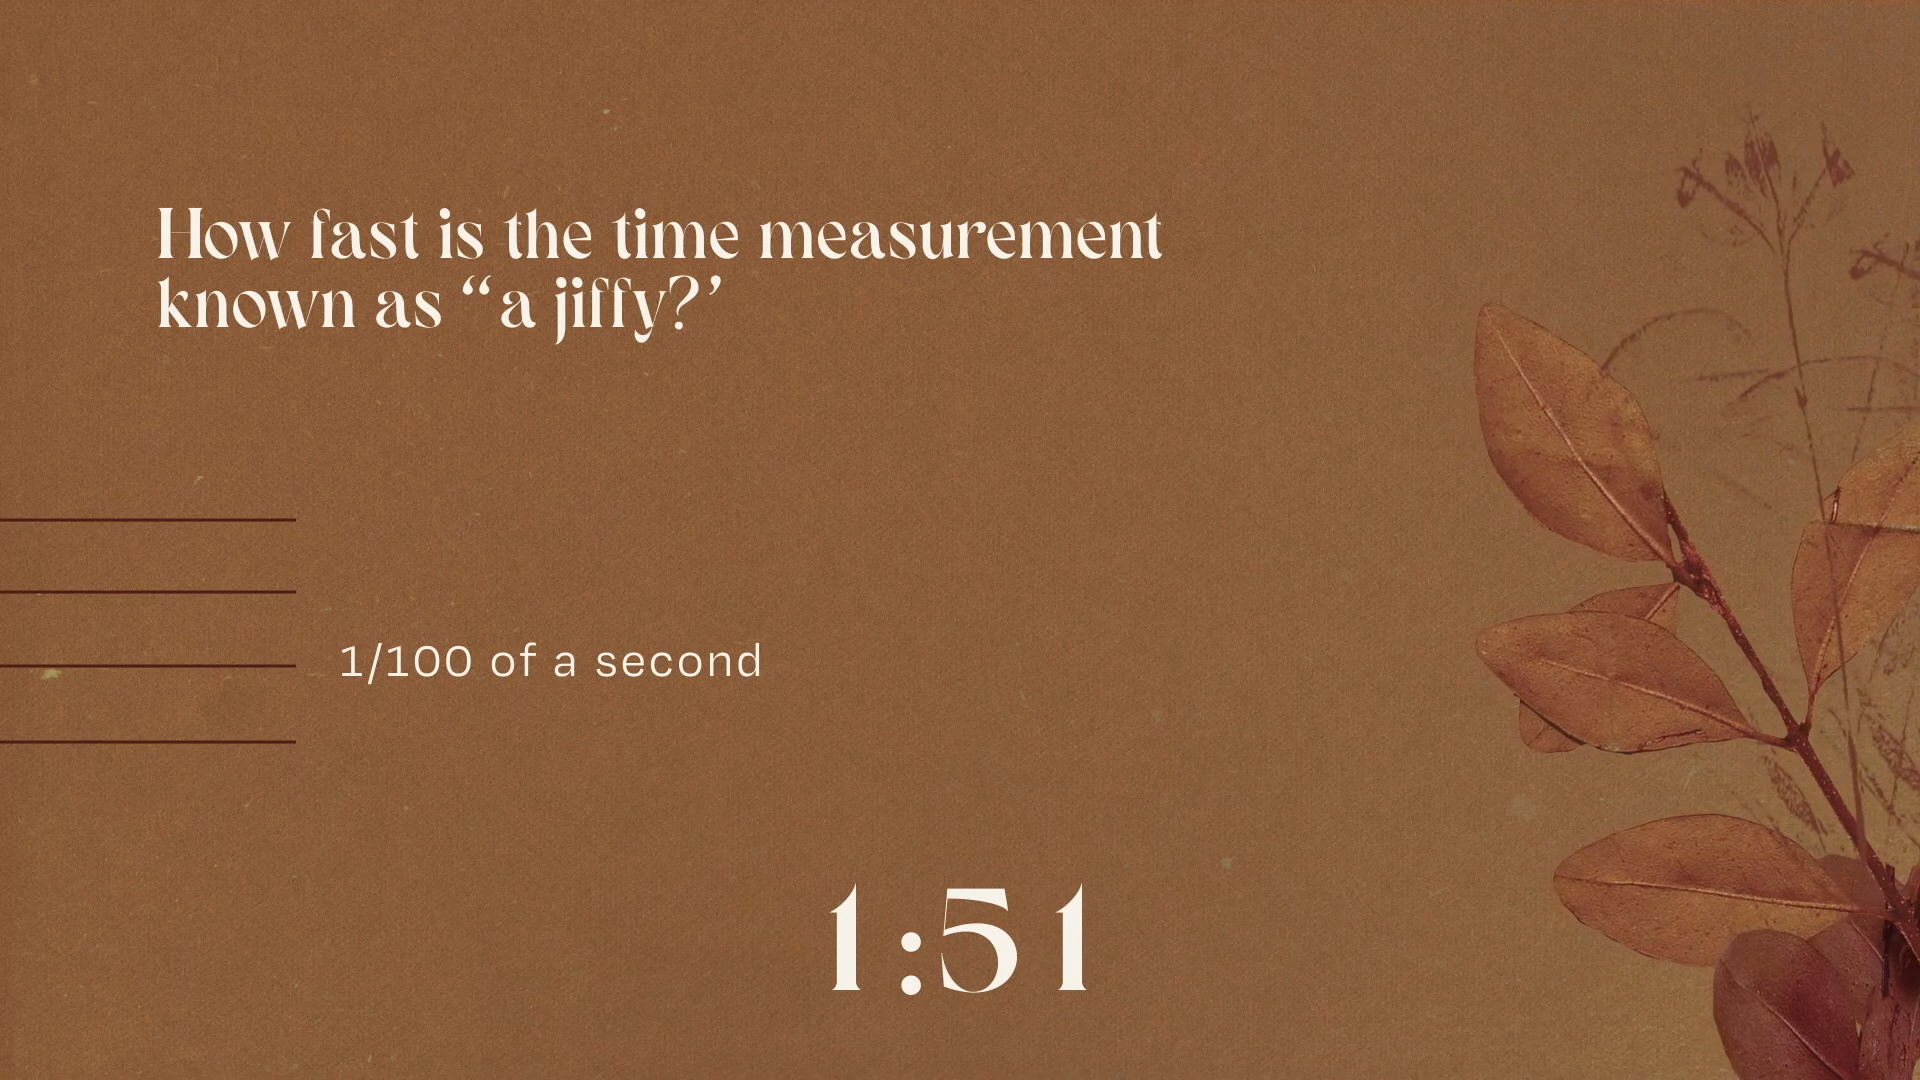 How fast is the time measurement
known as “a jiffy?’
1/100 of a second
1:51